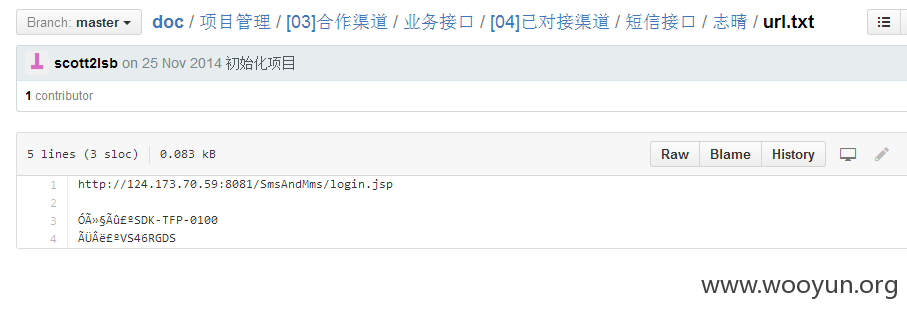 Branch: master doc / 项目管理 / [03]合作渠道 / 业务接口 / [04]已对接渠道 / 短信接口 / 志晴 / url.txt
scott2lsb on 25 Nov 2014 初始化项目
1 contributor
5 lines (3 sloc) 0.083 kB Raw Blame History
1 http://124.173.70.59:8081/SmsAndMms/login.jsp
2
3 ÓÃ»§Ãû£ºSDK-TFP-0100
4 ÃÜÂë£ºVS46RGDS
www.wooyun.org